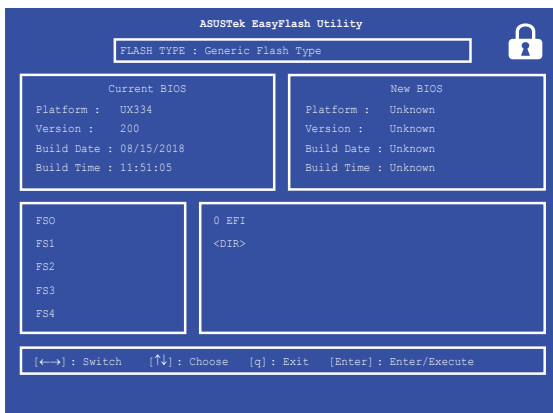 ASUSTek EasyFlash Utility
FLASH TYPE : Generic Flash Type
Current BIOS
Platform : UX334
Version : 200
Build Date : 08/15/2018
Build Time : 11:51:05
New BIOS
Platform : Unknown
Version : Unknown
Build Date : Unknown
Build Time : Unknown
FSO
FS1
FS2
FS3
FS4
0 EFI
<DIR>
[←→] : Switch [↑↓] : Choose [q] : Exit [Enter] : Enter/Execute